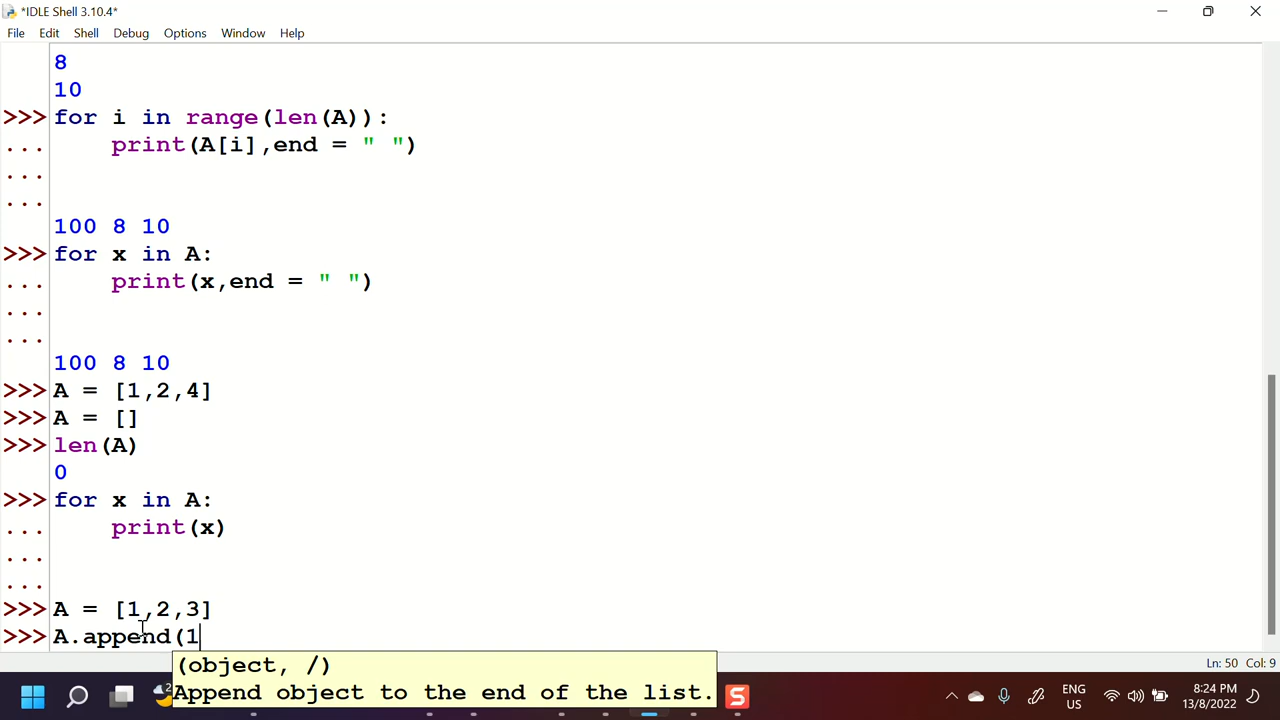 *IDLE Shell 3.10.4*
File Edit Shell Debug Options Window Help
8
10
>>> for i in range(len(A)):
... print(A[i],end = " ")
...
...
100 8 10
>>> for x in A:
... print(x,end = " ")
...
...
100 8 10
>>> A = [1,2,4]
>>> A = []
>>> len(A)
0
>>> for x in A:
... print(x)
...
...
>>> A = [1,2,3]
>>> A.append(1
(object, /)
Append object to the end of the list.
Ln: 50 Col: 9
2
S
ENG
US
8:24 PM
13/8/2022